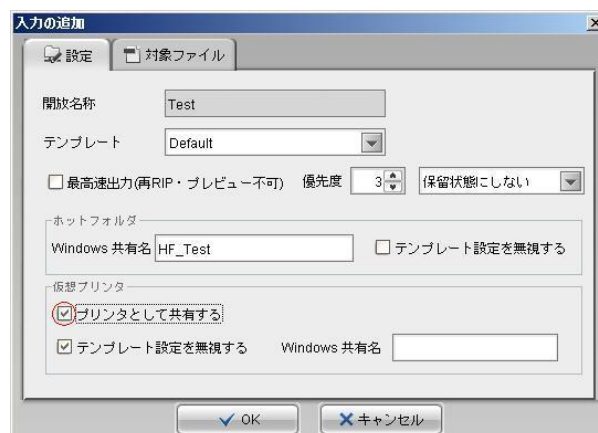 入力の追加
設定 対象ファイル
開放名称 Test
テンプレート Default
最高速出力(再RIP・プレビュー不可) 優先度 3 保留状態にしない
ホットフォルダ
Windows 共有名 HF_Test テンプレート設定を無視する
仮想プリンタ
プリンタとして共有する
テンプレート設定を無視する Windows 共有名
OK キャンセル